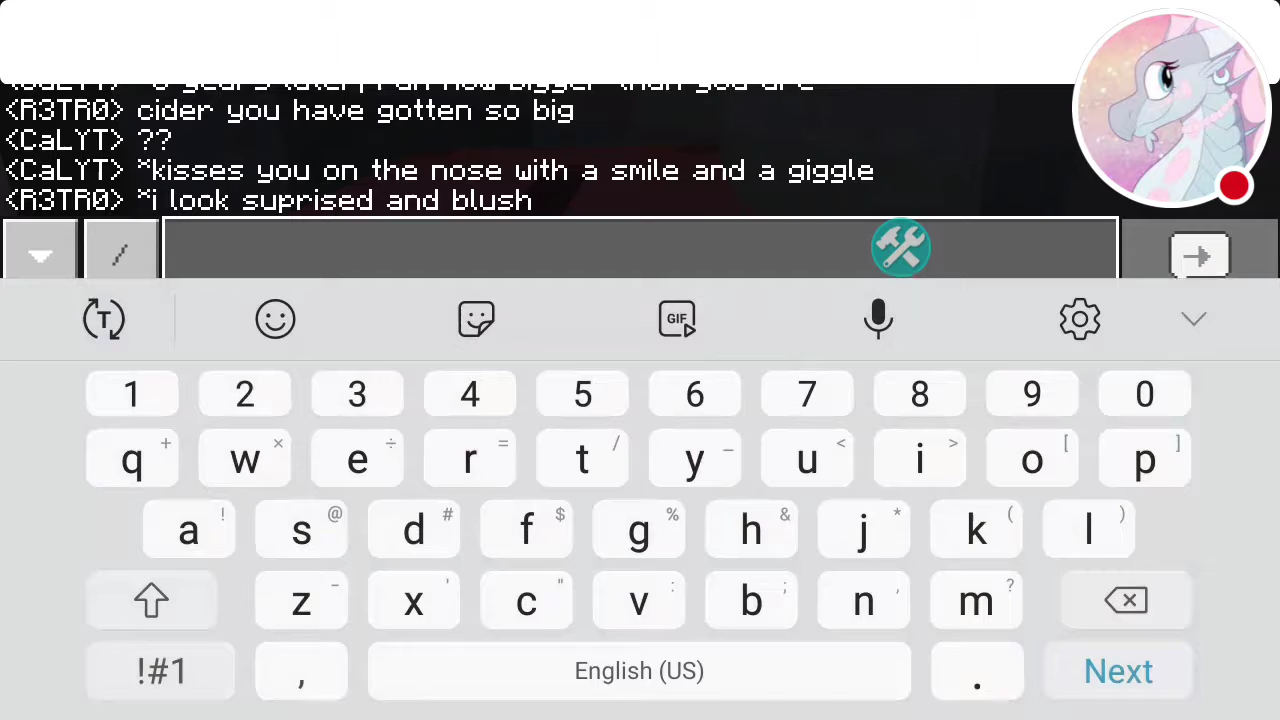 <R3TR0> cider you have gotten so big
<CaLYT> ??
<CaLYT> *kisses you on the nose with a smile and a giggle
<R3TR0> *i look suprised and blush
/
T
GIF
1 2 3 4 5 6 7 8 9 0
q + w × e ÷ r = t / y _ u < i > o [ p ]
a ! s @ d # f $ g % h & j * k ( l )
z - x ' c " v : b ; n , m ?
!#1 , English (US) . Next